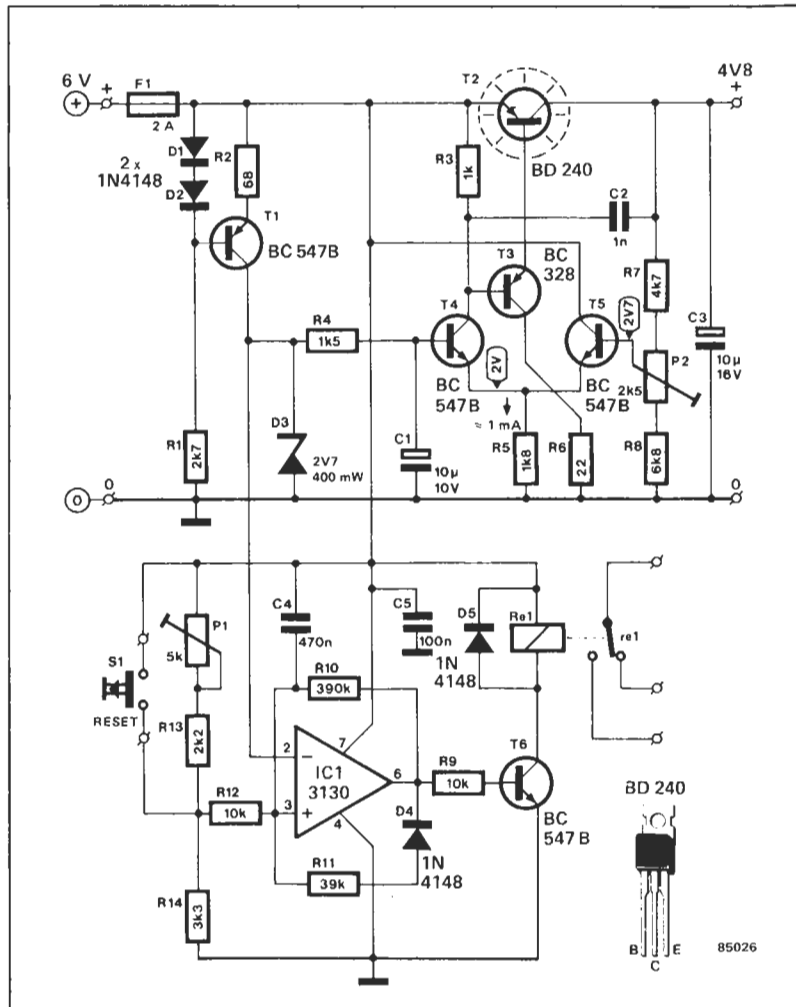 6 V
+
+
F1
2 A
T2
4V8
+
D1
2 x
1N4148
D2
R2
68
R3
1k
BD 240
C2
1n
T1
BC 547B
T3
BC
328
R7
4k7
T4
T5
2V7
C3
10µ
16V
R4
1k5
2V
P2
2k5
BC
547B
BC
547B
≈ 1 mA
R1
2k7
D3
2V7
400 mW
C1
10µ
10V
R5
1k8
R6
22
R8
6k8
0
0
0
P1
5k
C4
470n
C5
100n
D5
1N
4148
Re1
re1
S1
RESET
R10
390k
R13
2k2
2
−
7
IC1
3130
6
R9
10k
T6
R12
10k
3
+
4
D4
BC
547 B
BD 240
R11
39k
1N
4148
R14
3k3
B
C
E
85026